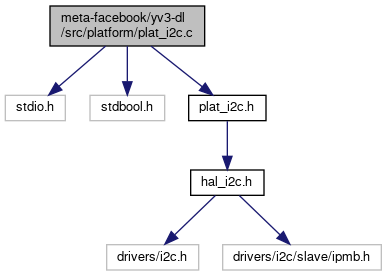 meta-facebook/yv3-dl
/src/platform/plat_i2c.c
stdio.h
stdbool.h
plat_i2c.h
hal_i2c.h
drivers/i2c.h
drivers/i2c/slave/ipmb.h